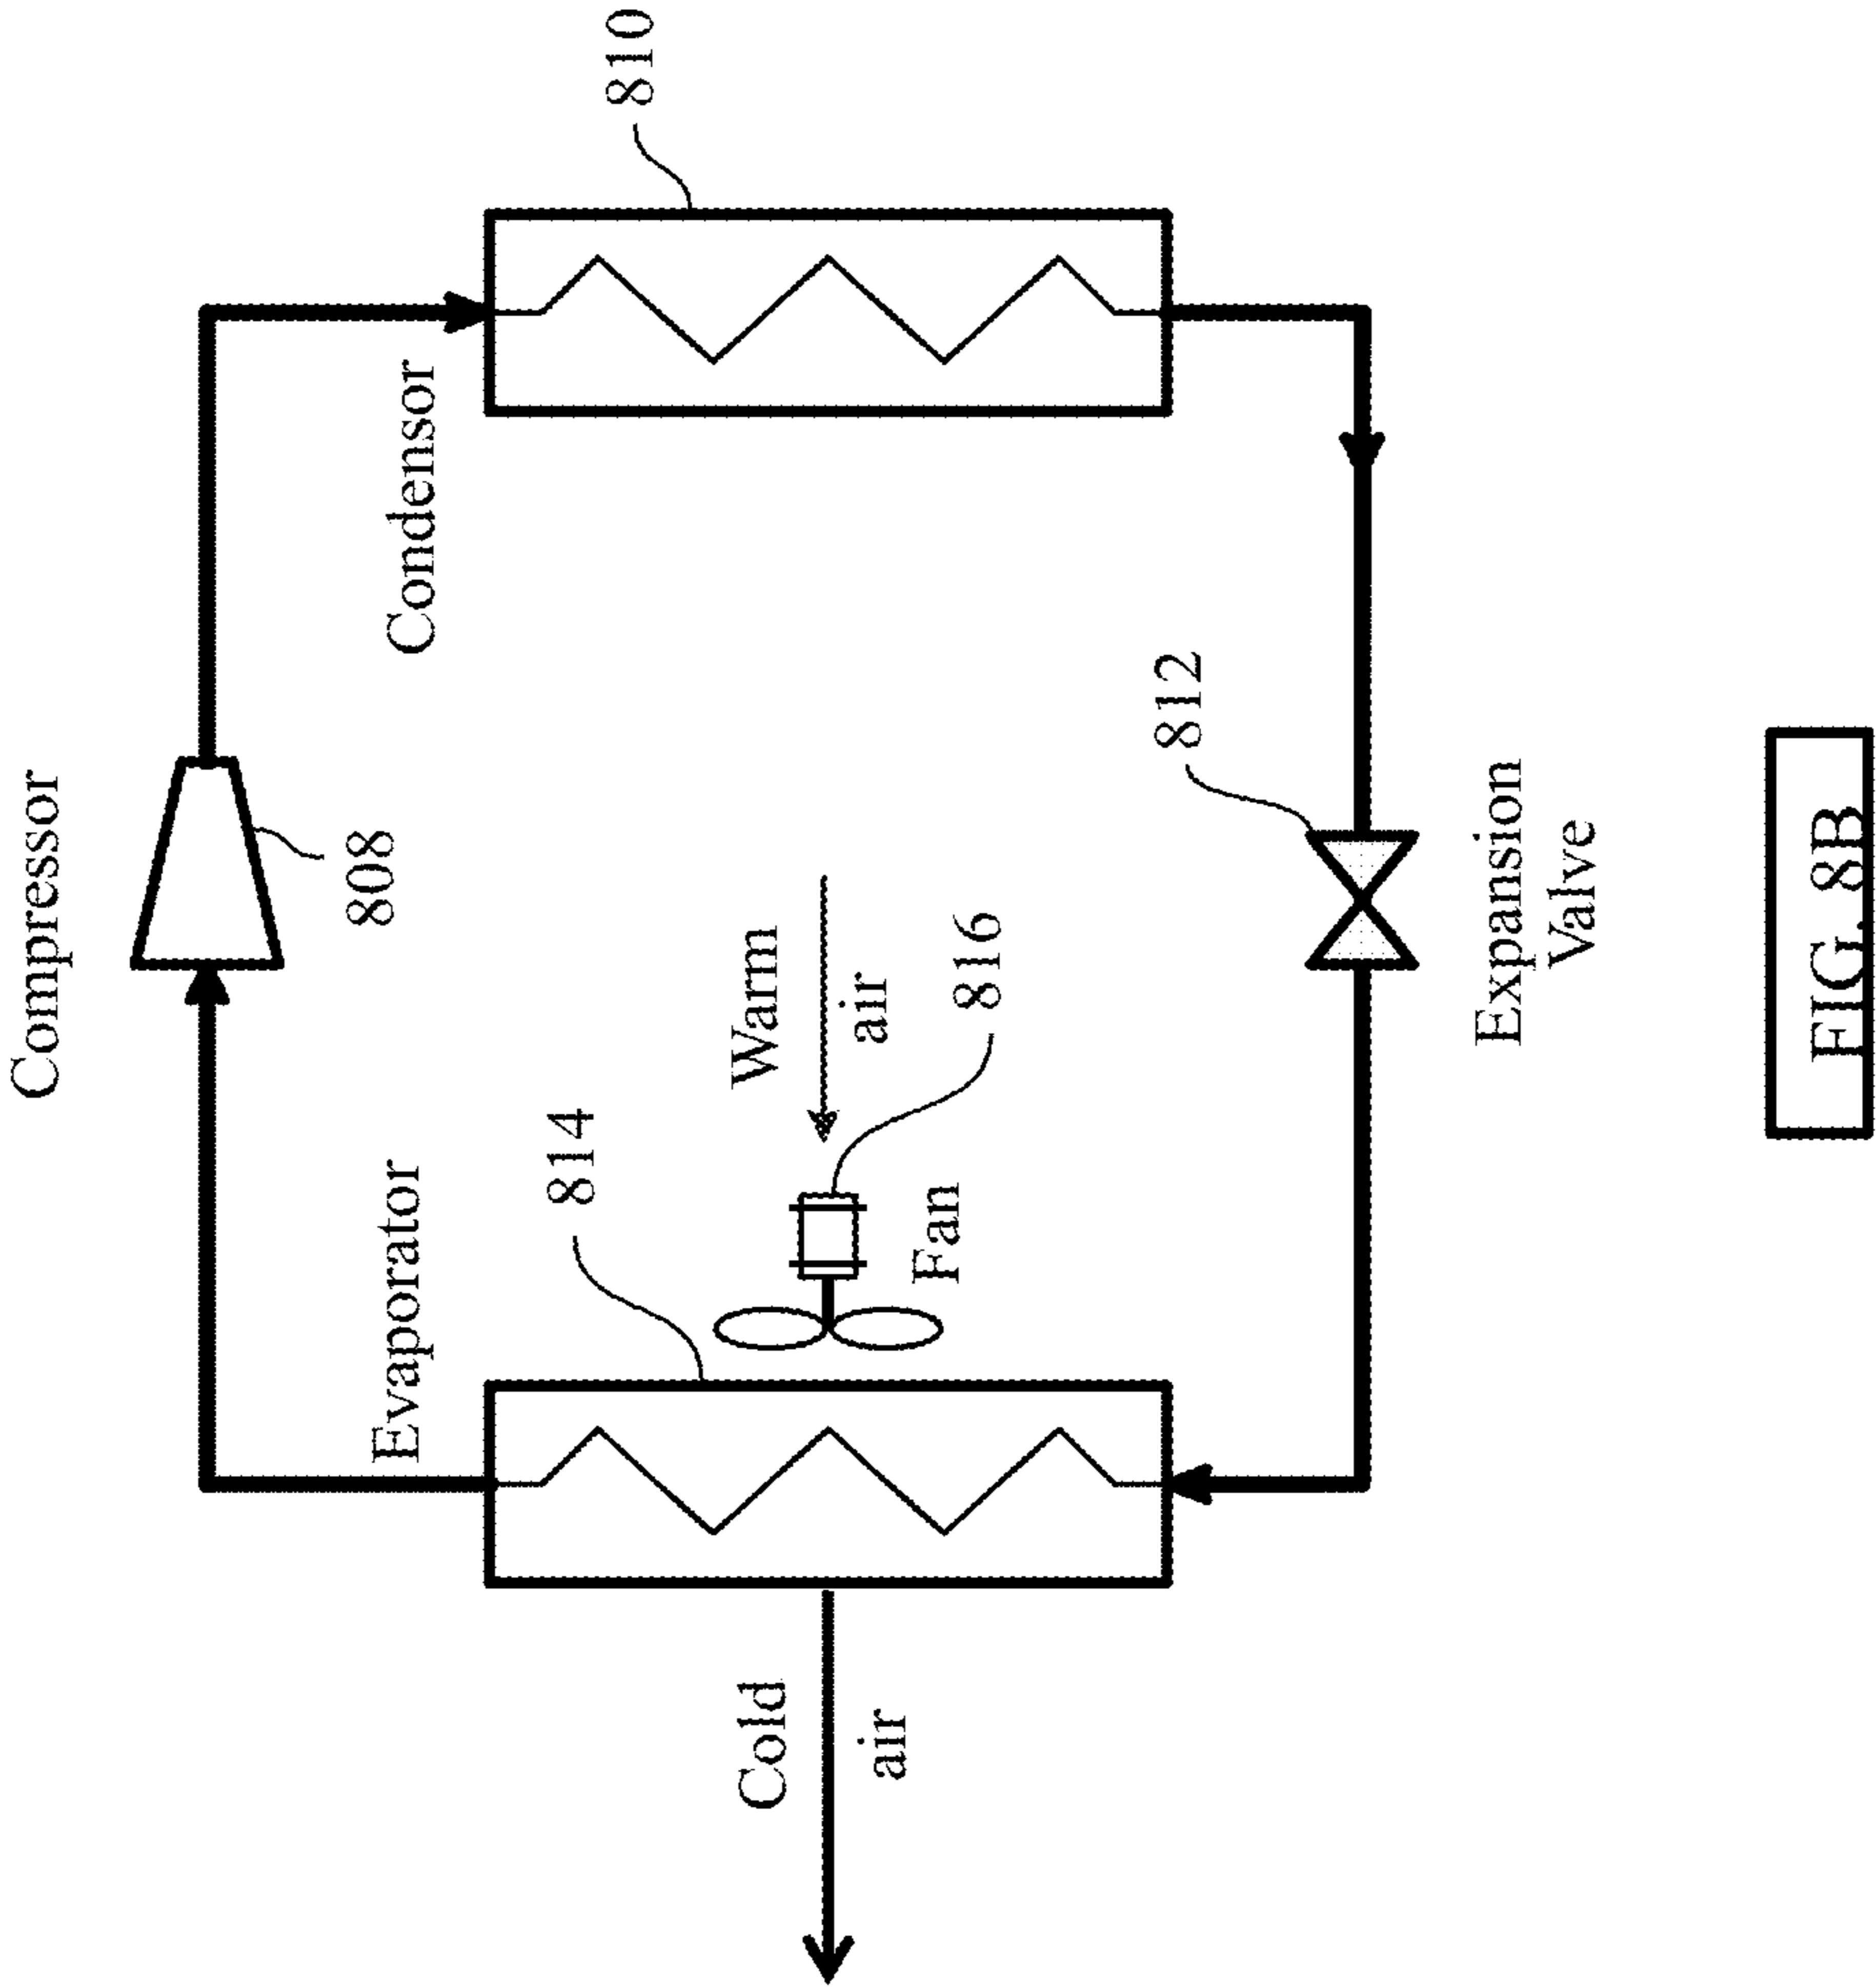 Compressor
808
Evaporator
Condensor
814
810
Warm
air
Cold
air
Fan
816
812
Expansion
Valve
FIG. 8B